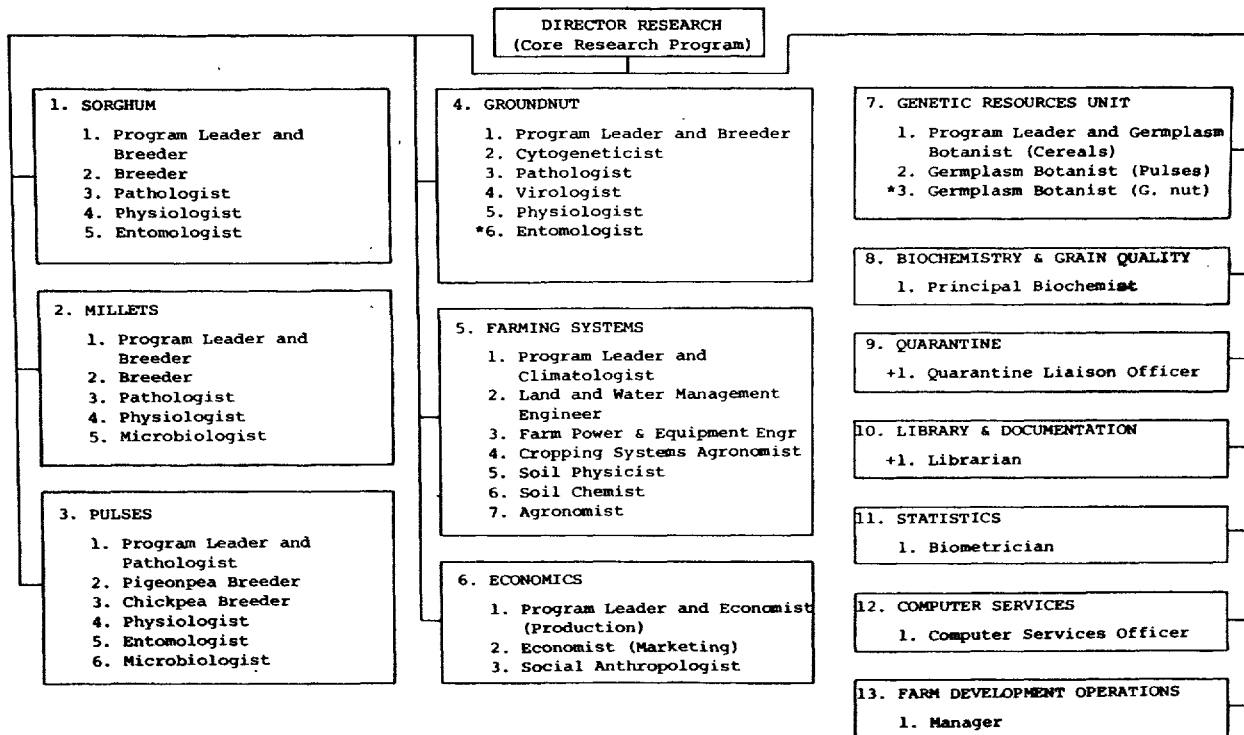 DIRECTOR RESEARCH
(Core Research Program)
1. SORGHUM
1. Program Leader and
Breeder
2. Breeder
3. Pathologist
4. Physiologist
5. Entomologist
2. MILLETS
1. Program Leader and
Breeder
2. Breeder
3. Pathologist
4. Physiologist
5. Microbiologist
3. PULSES
1. Program Leader and
Pathologist
2. Pigeonpea Breeder
3. Chickpea Breeder
4. Physiologist
5. Entomologist
6. Microbiologist
4. GROUNDNUT
1. Program Leader and Breeder
2. Cytogeneticist
3. Pathologist
4. Virologist
5. Physiologist
*6. Entomologist
5. FARMING SYSTEMS
1. Program Leader and
Climatologist
2. Land and Water Management
Engineer
3. Farm Power & Equipment Engr
4. Cropping Systems Agronomist
5. Soil Physicist
6. Soil Chemist
7. Agronomist
6. ECONOMICS
1. Program Leader and Economist
(Production)
2. Economist (Marketing)
3. Social Anthropologist
7. GENETIC RESOURCES UNIT
1. Program Leader and Germplasm
Botanist (Cereals)
2. Germplasm Botanist (Pulses)
*3. Germplasm Botanist (G. nut)
8. BIOCHEMISTRY & GRAIN QUALITY
1. Principal Biochemist
9. QUARANTINE
+1. Quarantine Liaison Officer
10. LIBRARY & DOCUMENTATION
+1. Librarian
11. STATISTICS
1. Biometrician
12. COMPUTER SERVICES
1. Computer Services Officer
13. FARM DEVELOPMENT OPERATIONS
1. Manager